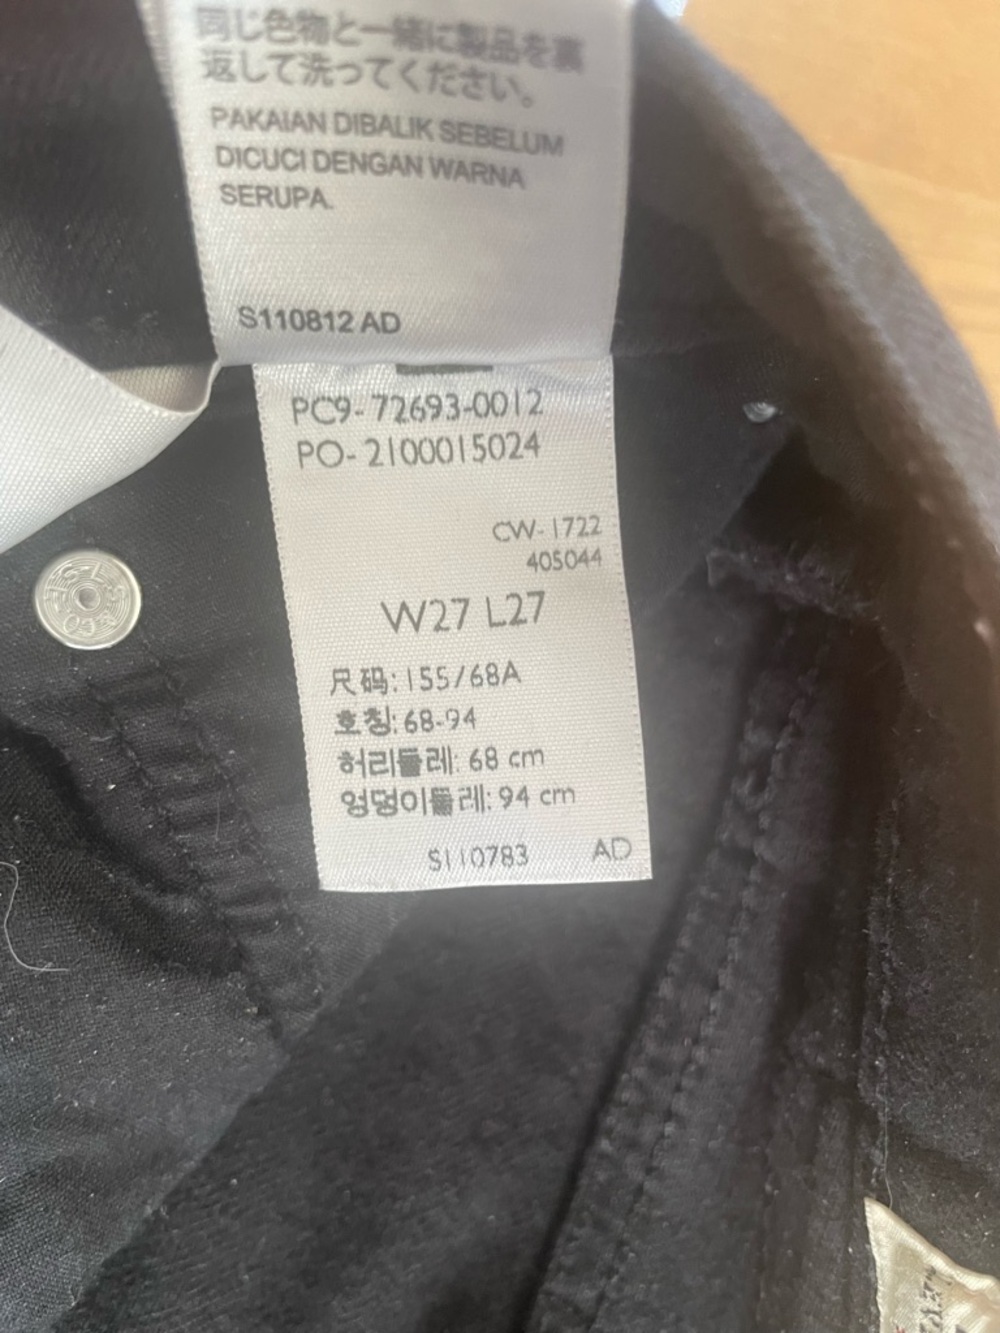 同じ色物と一緒に製品を裏
返して洗ってください。
PAKAIAN DIBALIK SEBELUM
DICUCI DENGAN WARNA
SERUPA.
S110812 AD
PC9-72693-0012
PO-2100015024
CW-1722
405044
W27 L27
尺码:155/68A
호칭:68-94
허리둘레: 68 cm
엉덩이둘레: 94 cm
S110783 AD